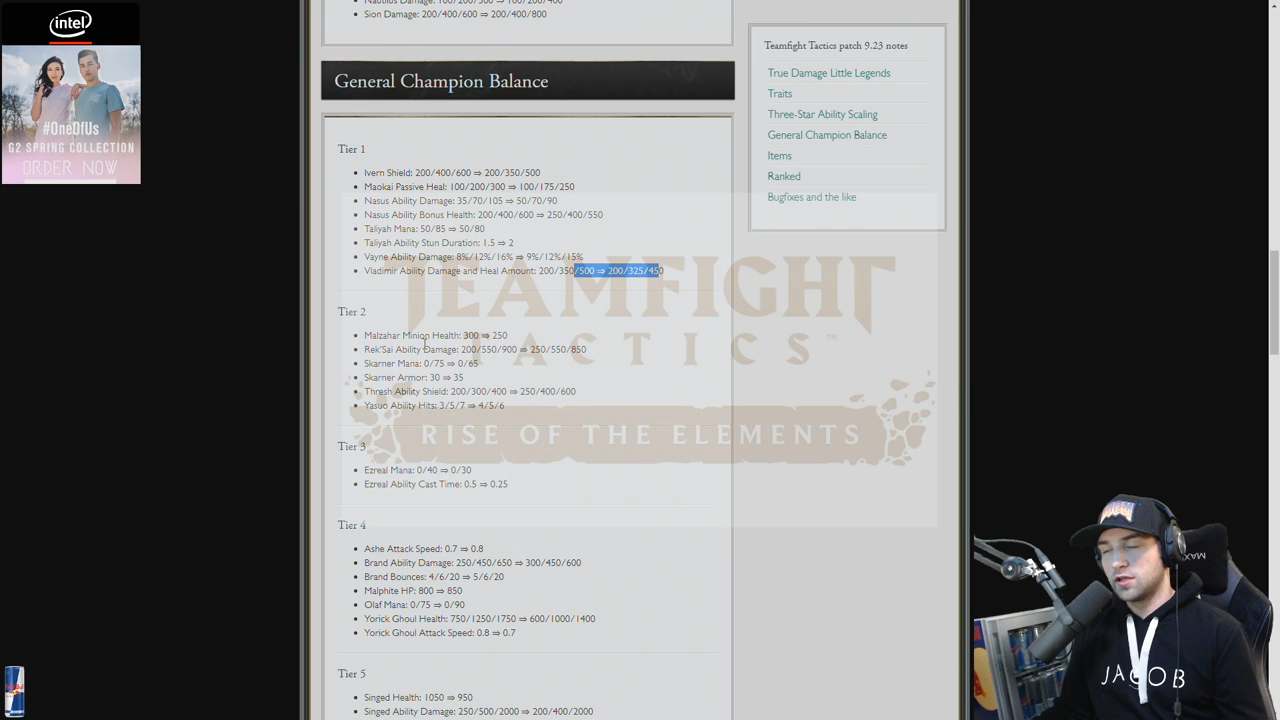 intel
#OneOfUs
G2 SPRING COLLECTION
ORDER NOW
Sion Damage: 200/400/600 ⇒ 200/400/800
General Champion Balance
Tier 1
Ivern Shield: 200/400/600 ⇒ 200/350/500
Maokai Passive Heal: 100/200/300 ⇒ 100/175/250
Nasus Ability Damage: 35/70/105 ⇒ 50/70/90
Nasus Ability Bonus Health: 200/400/600 ⇒ 250/400/550
Taliyah Mana: 50/85 ⇒ 50/80
Taliyah Ability Stun Duration: 1.5 ⇒ 2
Vayne Ability Damage: 8%/12%/16% ⇒ 9%/12%/15%
Vladimir Ability Damage and Heal Amount: 200/350/500 ⇒ 200/325/450
Tier 2
Malzahar Minion Health: 300 ⇒ 250
Rek'Sai Ability Damage: 200/550/900 ⇒ 250/550/850
Skarner Mana: 0/75 ⇒ 0/65
Skarner Armor: 30 ⇒ 35
Thresh Ability Shield: 200/300/400 ⇒ 250/400/600
Yasuo Ability Hits: 3/5/7 ⇒ 4/5/6
Tier 3
Ezreal Mana: 0/40 ⇒ 0/30
Ezreal Ability Cast Time: 0.5 ⇒ 0.25
Tier 4
Ashe Attack Speed: 0.7 ⇒ 0.8
Brand Ability Damage: 250/450/650 ⇒ 300/450/600
Brand Bounces: 4/6/20 ⇒ 5/6/20
Malphite HP: 800 ⇒ 850
Olaf Mana: 0/75 ⇒ 0/90
Yorick Ghoul Health: 750/1250/1750 ⇒ 600/1000/1400
Yorick Ghoul Attack Speed: 0.8 ⇒ 0.7
Tier 5
Singed Health: 1050 ⇒ 950
Singed Ability Damage: 250/500/2000 ⇒ 200/400/2000
TEAMFIGHT
TACTICS
RISE OF THE ELEMENTS
Teamfight Tactics patch 9.23 notes
True Damage Little Legends
Traits
Three-Star Ability Scaling
General Champion Balance
Items
Ranked
Bugfixes and the like
JACOB